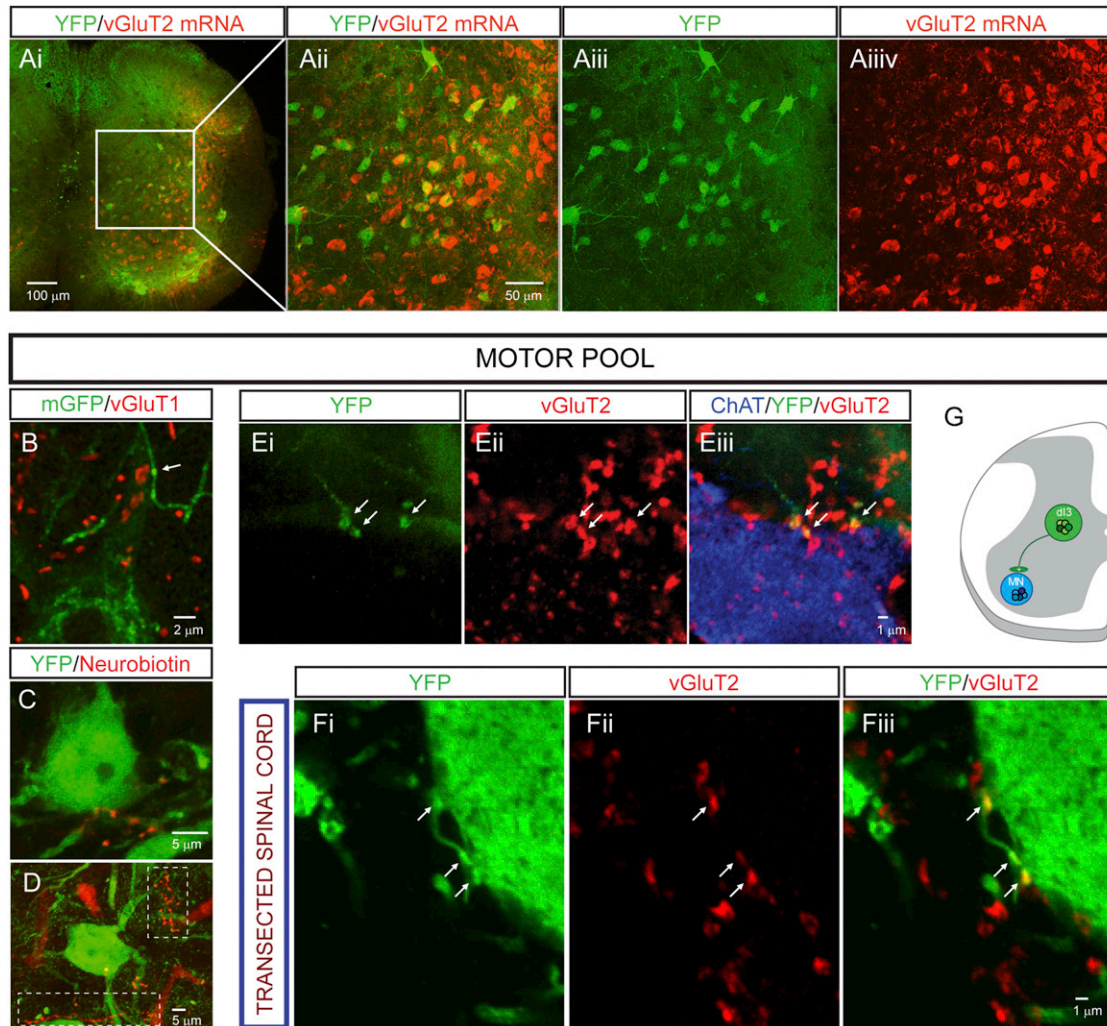 YFP/vGluT2 mRNA
YFP/vGluT2 mRNA
YFP
vGluT2 mRNA
Ai
Aii
Aiii
Aiiiv
100 µm
50 µm
MOTOR POOL
mGFP/vGluT1
YFP
vGluT2
ChAT/YFP/vGluT2
B
Ei
Eii
Eiii
G
dI3
MN
2 µm
1 µm
YFP/Neurobiotin
C
5 µm
D
5 µm
TRANSECTED SPINAL CORD
YFP
vGluT2
YFP/vGluT2
Fi
Fii
Fiii
1 µm